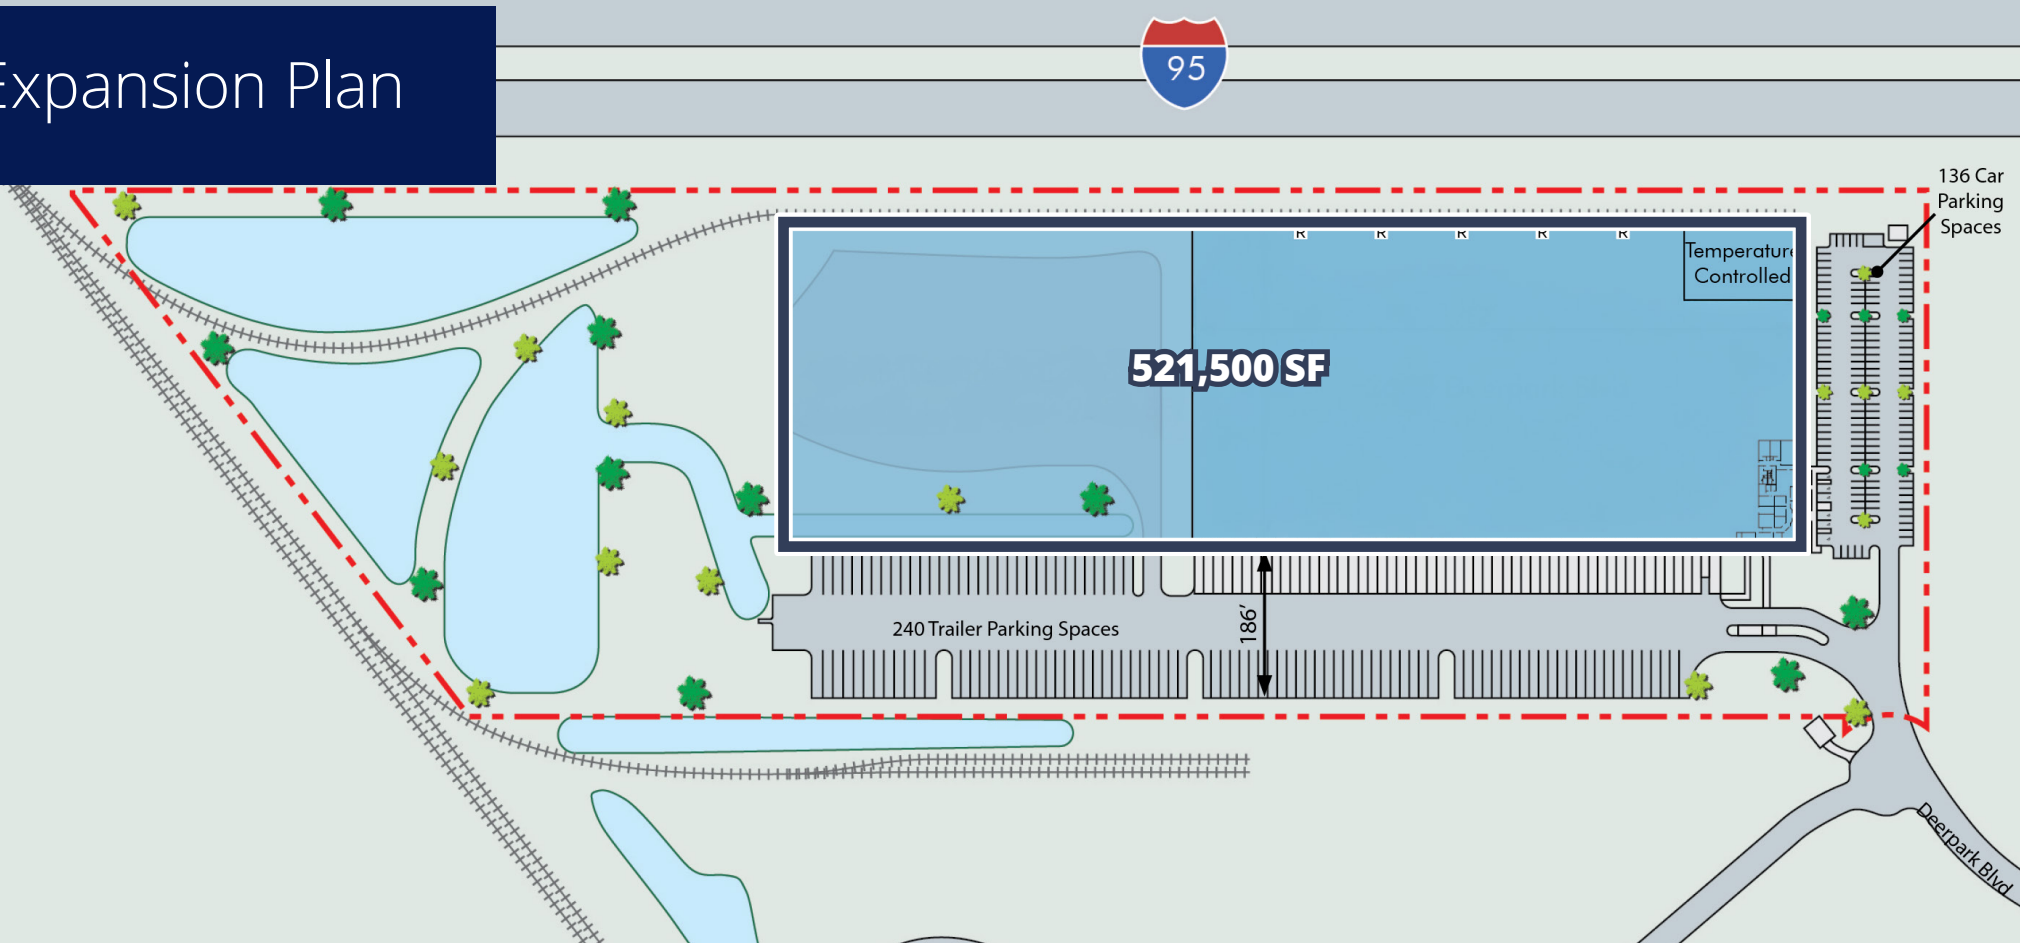 Expansion Plan
95
136 Car
Parking
Spaces
R R R R R
Temperature
Controlled
521,500 SF
240 Trailer Parking Spaces
186'
Deerpark Blvd